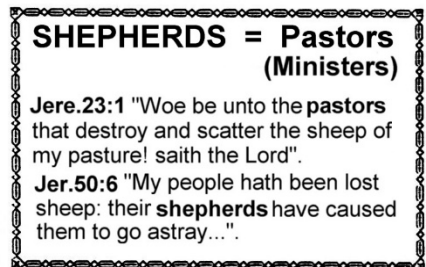 SHEPHERDS = Pastors
(Ministers)
Jere.23:1 "Woe be unto the pastors
that destroy and scatter the sheep of
my pasture! saith the Lord".
Jer.50:6 "My people hath been lost
sheep: their shepherds have caused
them to go astray...".